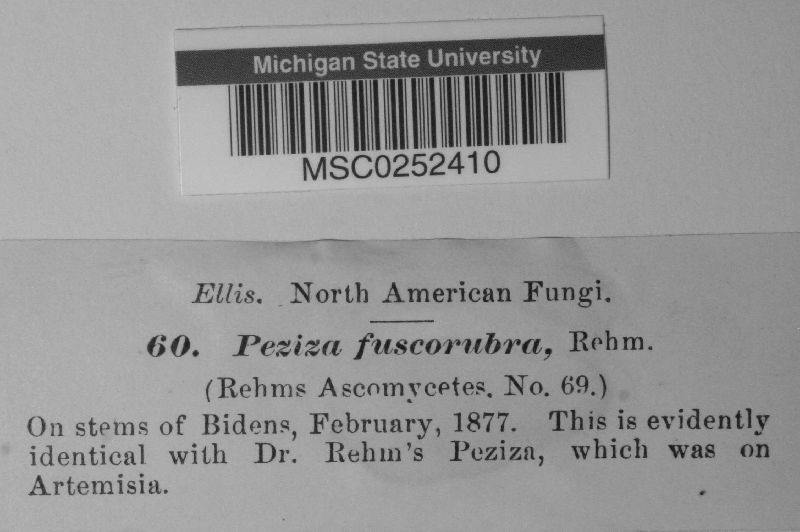 Michigan State University
MSC0252410
Ellis. North American Fungi.
60. Peziza fuscorubra, Rehm.
(Rehms Ascomycetes. No. 69.)
On stems of Bidens, February, 1877. This is evidently
identical with Dr. Rehm's Peziza, which was on
Artemisia.